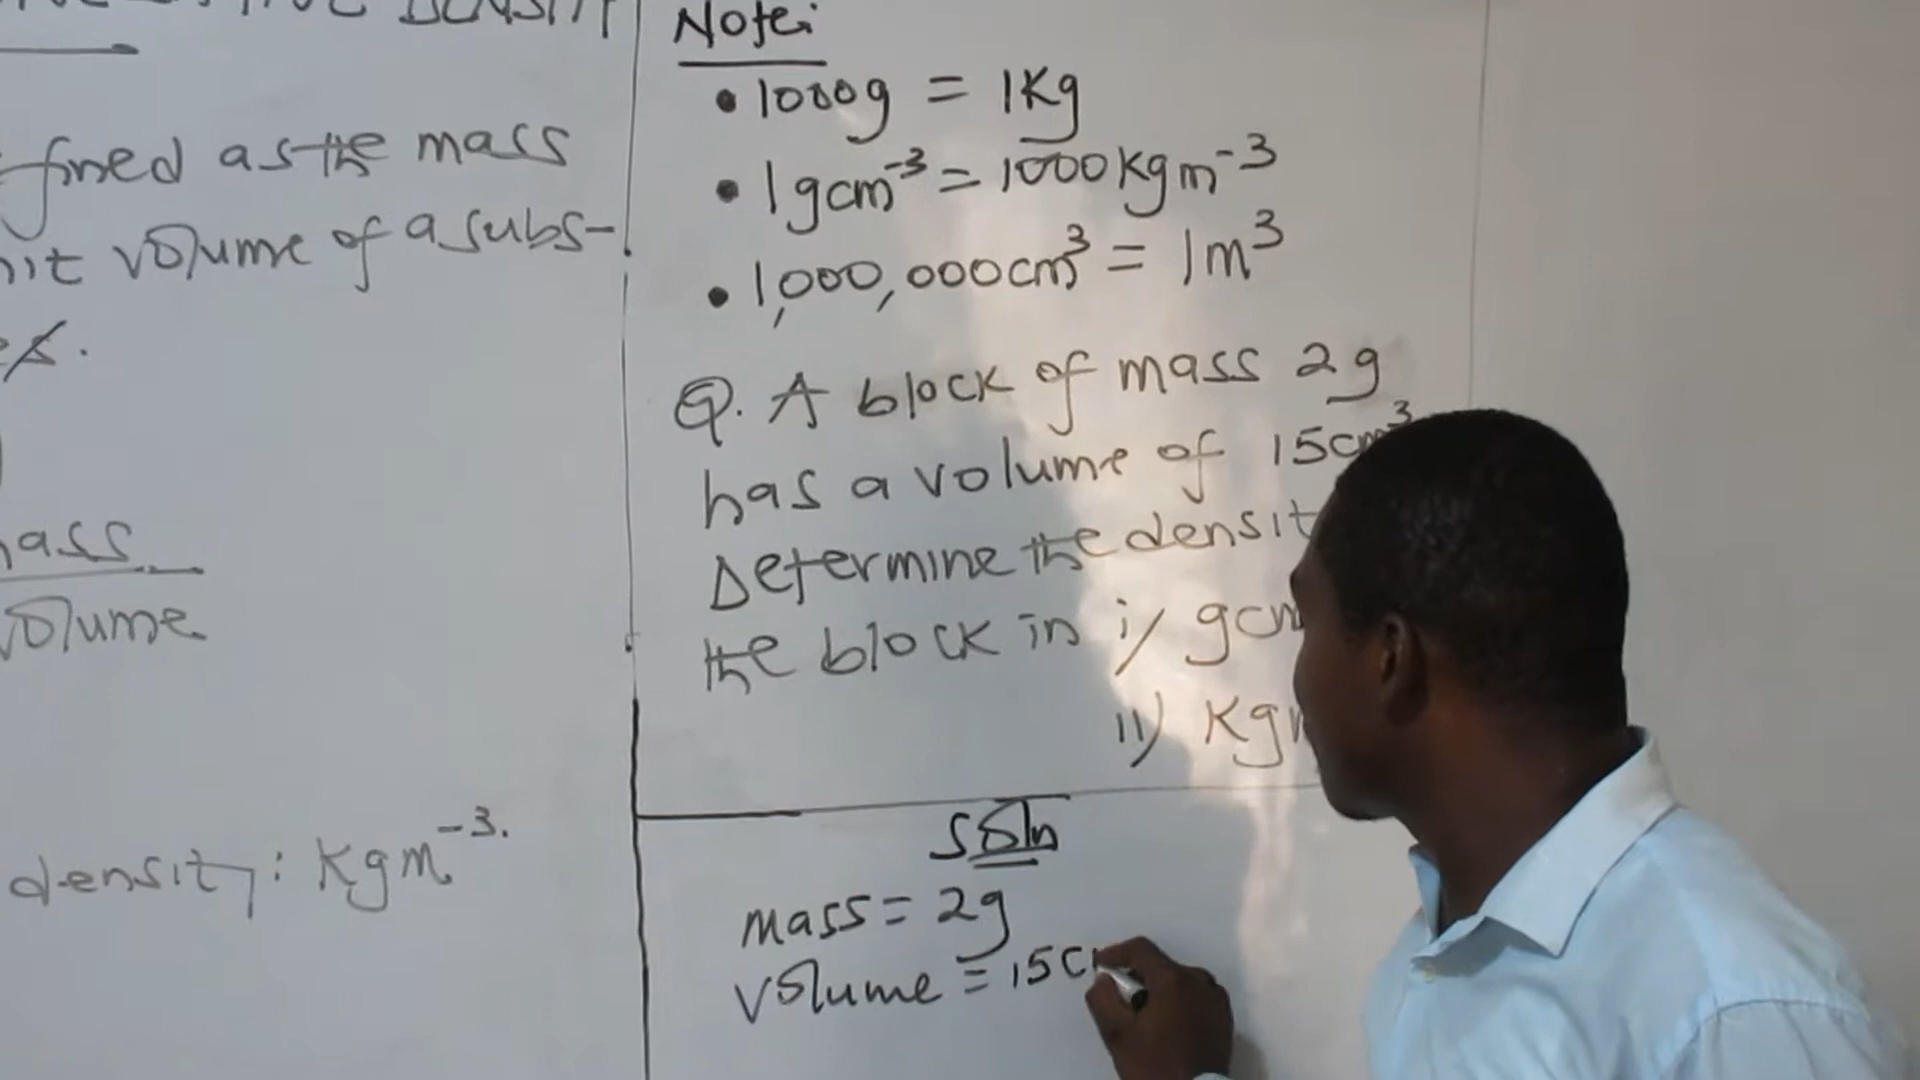 DENSITY
fined as the mass
nit volume of a subs-
mass
volume
density: Kgm⁻³.
Note:
• 1000g = 1Kg
• 1gcm⁻³ = 1000Kgm⁻³
• 1,000,000cm³ = 1m³
Q. A block of mass 2g
has a volume of 15cm³
Determine the densit
the block in i/ gcm
ii) Kgm
Soln
mass = 2g
volume = 15c